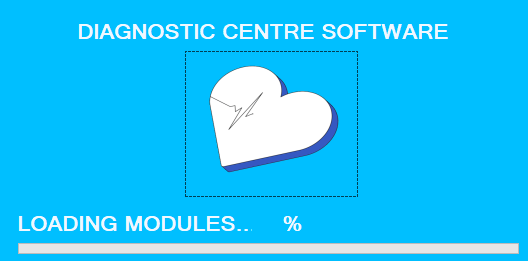 DIAGNOSTIC CENTRE SOFTWARE
LOADING MODULES... %